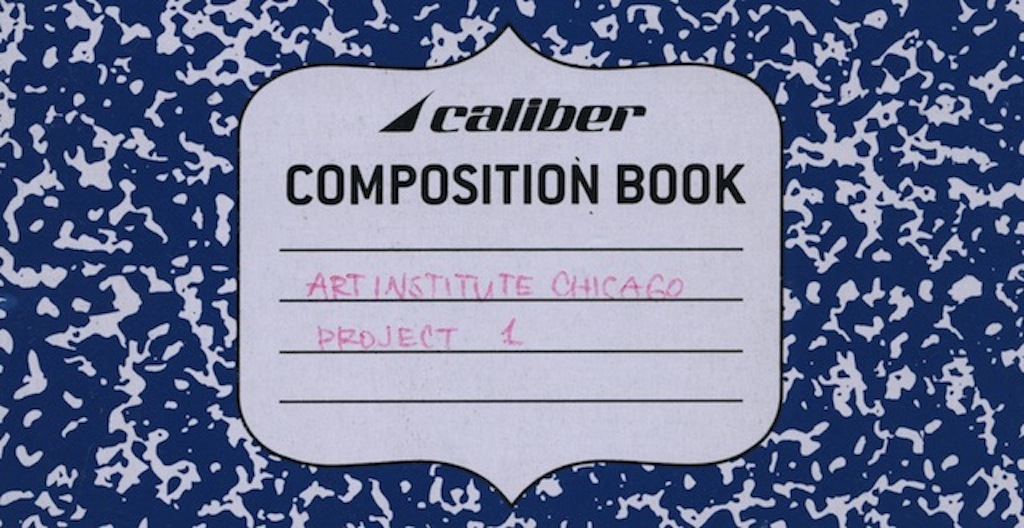 caliber
COMPOSITION BOOK
ART INSTITUTE CHICAGO
PROJECT 1